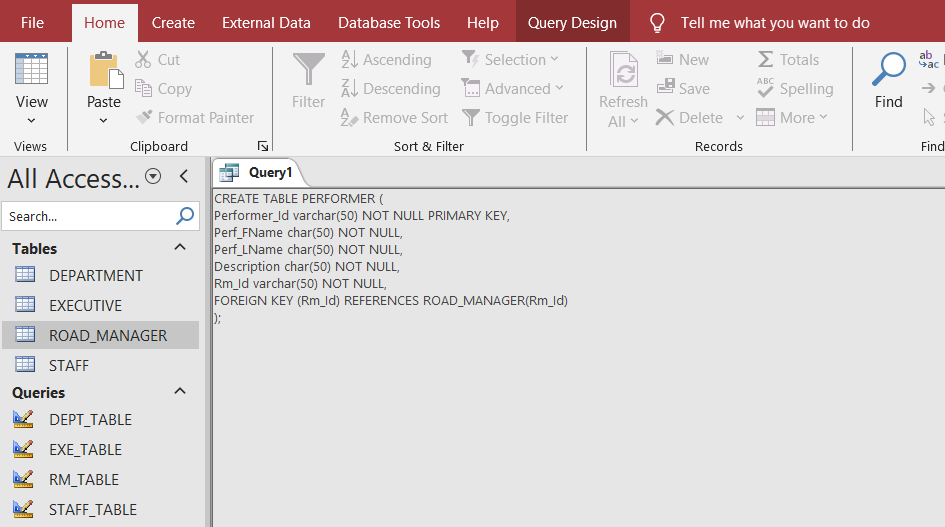 File Home Create External Data Database Tools Help Query Design Tell me what you want to do
View
Views
Paste
Cut
Copy
Format Painter
Clipboard
Filter
Ascending
Descending
Remove Sort
Selection
Advanced
Toggle Filter
Sort & Filter
Refresh
All
New
Save
Delete
Totals
Spelling
More
Records
Find
Find
All Access...
Search...
Tables
DEPARTMENT
EXECUTIVE
ROAD_MANAGER
STAFF
Queries
DEPT_TABLE
EXE_TABLE
RM_TABLE
STAFF_TABLE
Query1
CREATE TABLE PERFORMER (
Performer_Id varchar(50) NOT NULL PRIMARY KEY,
Perf_FName char(50) NOT NULL,
Perf_LName char(50) NOT NULL,
Description char(50) NOT NULL,
Rm_Id varchar(50) NOT NULL,
FOREIGN KEY (Rm_Id) REFERENCES ROAD_MANAGER(Rm_Id)
);